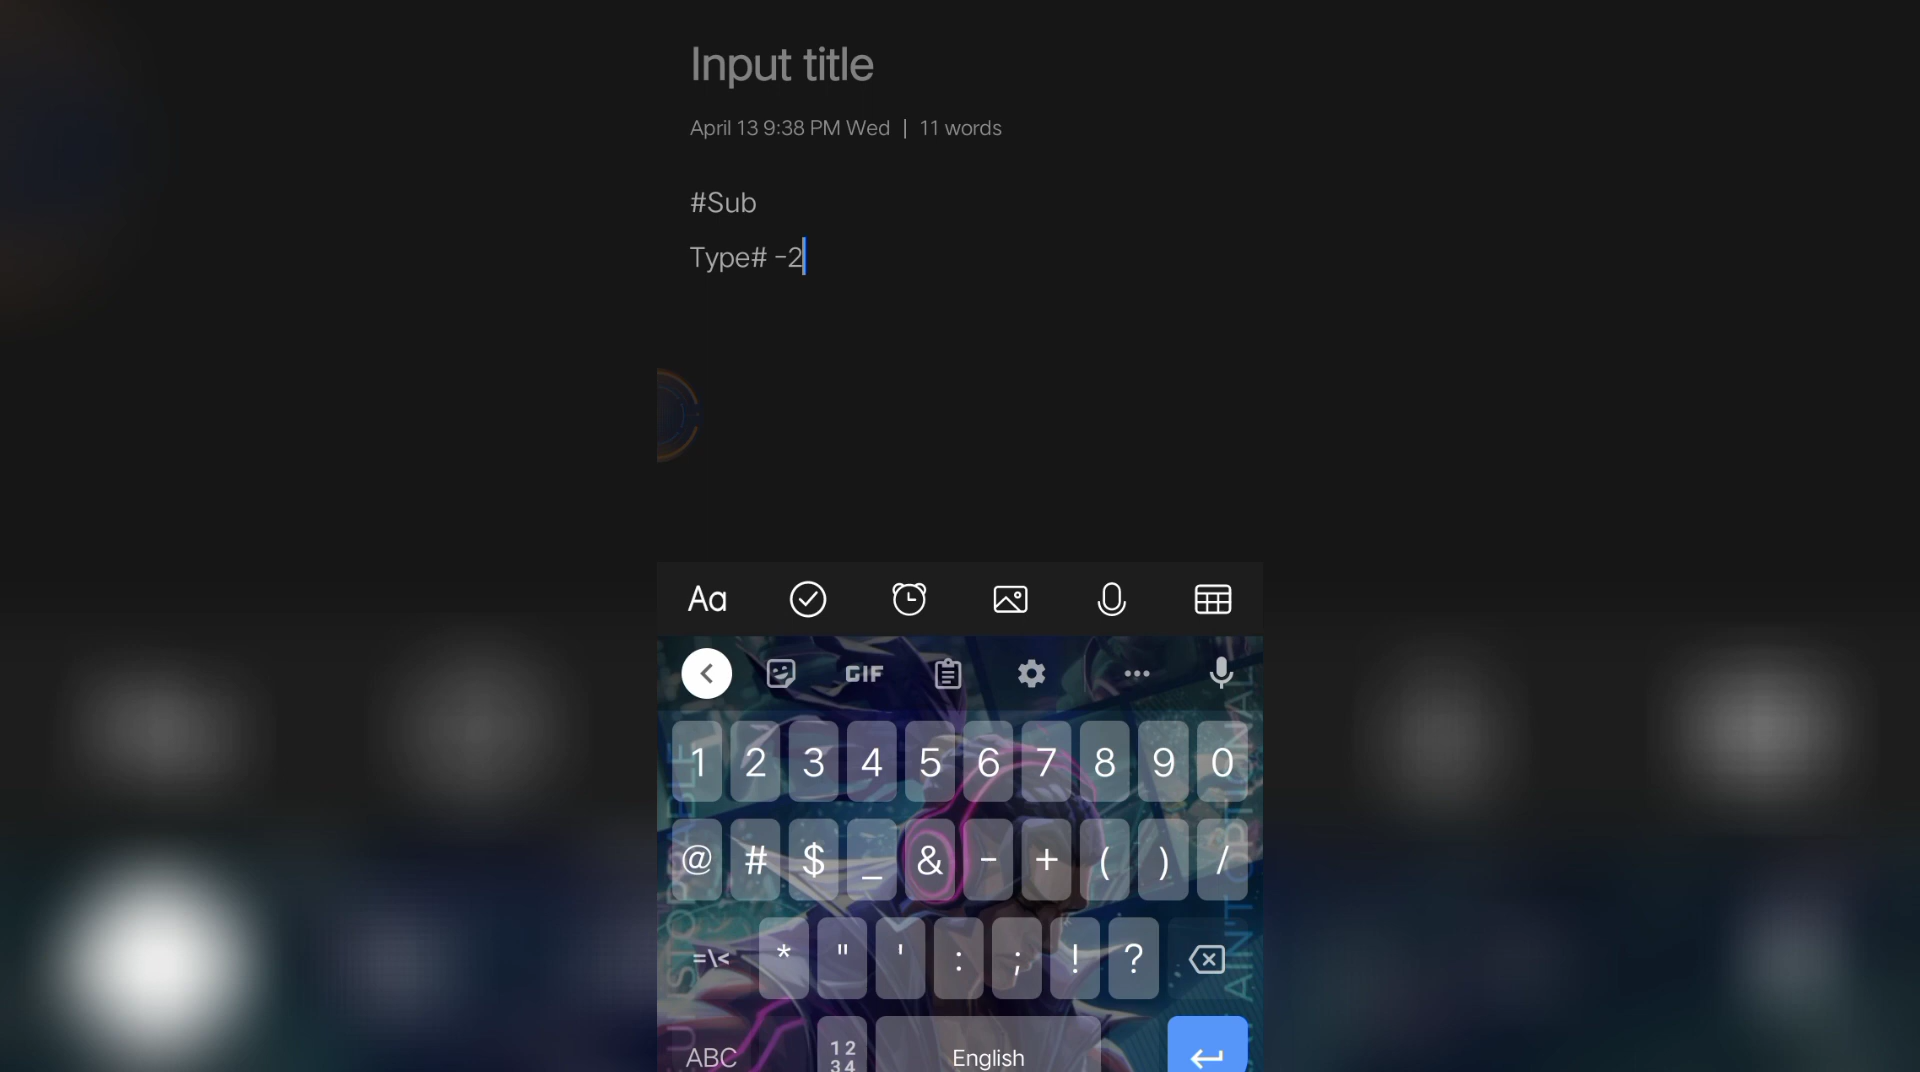 Input title
April 13 9:38 PM Wed | 11 words
#Sub
Type# -2
Aa
GIF
1 2 3 4 5 6 7 8 9 0
@ # $ _ & - + ( ) /
=\< * " ' : ; ! ?
ABC 12 34 English